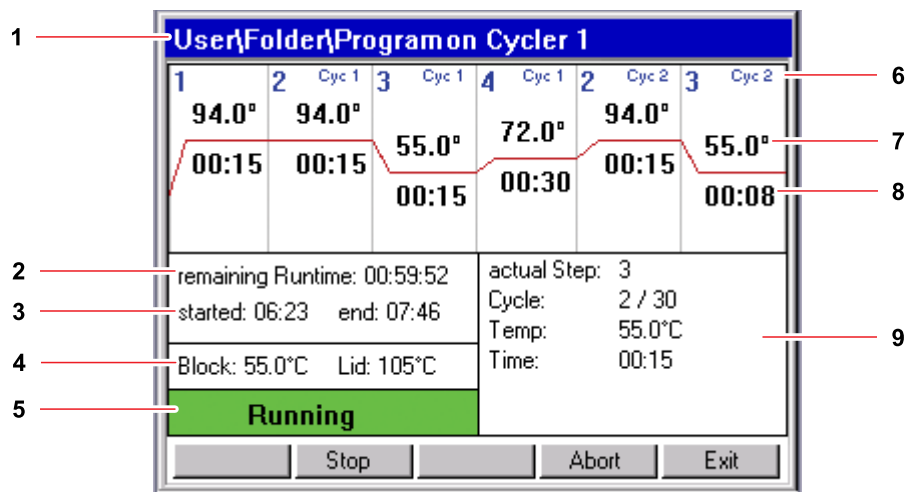 1
User\Folder\Program on Cycler 1
1 2 Cyc 1 3 Cyc 1 4 Cyc 1 2 Cyc 2 3 Cyc 2
6
94.0° 94.0° 55.0° 72.0° 94.0° 55.0°
7
00:15 00:15 00:15 00:30 00:15 00:08
8
2
remaining Runtime: 00:59:52
3
started: 06:23 end: 07:46
4
Block: 55.0°C Lid: 105°C
5
Running
actual Step: 3
Cycle: 2 / 30
Temp: 55.0°C
Time: 00:15
9
Stop Abort Exit